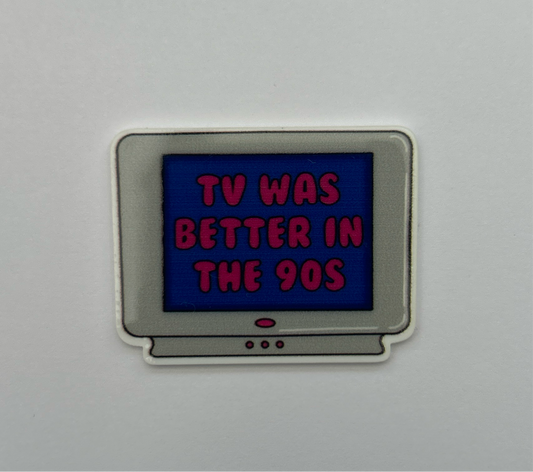 TV WAS
BETTER IN
THE 90S